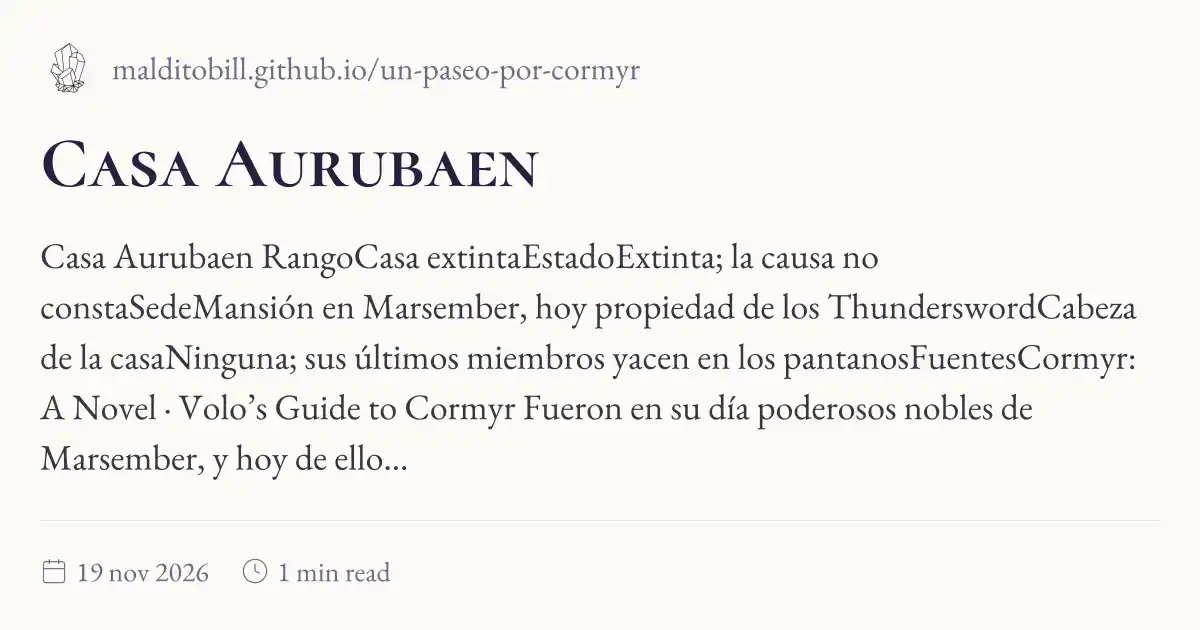 malditobill.github.io/un-paseo-por-cormyr
Casa Aurubaen
Casa Aurubaen RangoCasa extintaEstadoExtinta; la causa no
constaSedeMansión en Marsember, hoy propiedad de los ThunderswordCabeza
de la casaNinguna; sus últimos miembros yacen en los pantanosFuentesCormyr:
A Novel · Volo’s Guide to Cormyr Fueron en su día poderosos nobles de
Marsember, y hoy de ello...
19 nov 2026 1 min read